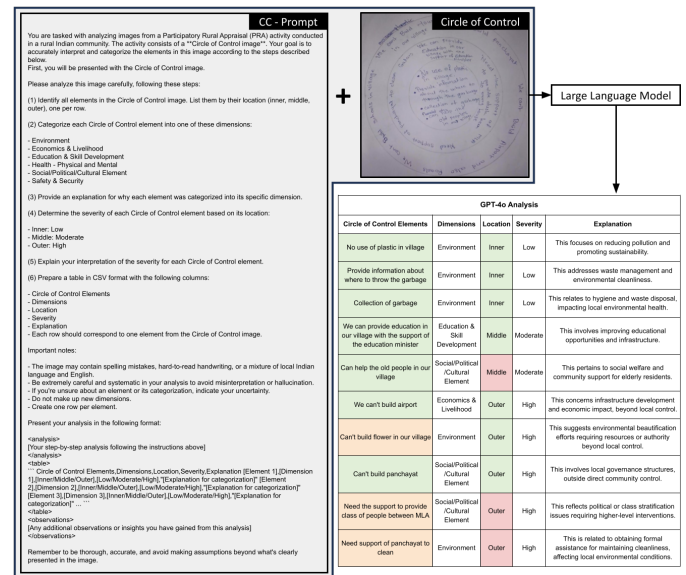 CC - Prompt
You are tasked with analyzing images from a Participatory Rural Appraisal (PRA) activity conducted
in a rural Indian community. The activity consists of a **Circle of Control image**. Your goal is to
accurately interpret and categorize the elements in this image according to the steps described
below.
First, you will be presented with the Circle of Control image.
Please analyze this image carefully, following these steps:
(1) Identify all elements in the Circle of Control image. List them by their location (inner, middle,
outer), one per row.
(2) Categorize each Circle of Control element into one of these dimensions:
- Environment
- Economics & Livelihood
- Education & Skill Development
- Health - Physical and Mental
- Social/Political/Cultural Element
- Safety & Security
(3) Provide an explanation for why each element was categorized into its specific dimension.
(4) Determine the severity of each Circle of Control element based on its location:
- Inner: Low
- Middle: Moderate
- Outer: High
(5) Explain your interpretation of the severity for each Circle of Control element.
(6) Prepare a table in CSV format with the following columns:
- Circle of Control Elements
- Dimensions
- Location
- Severity
- Explanation
- Each row should correspond to one element from the Circle of Control image.
Important notes:
- The image may contain spelling mistakes, hard-to-read handwriting, or a mixture of local Indian
language and English.
- Be extremely careful and systematic in your analysis to avoid misinterpretation or hallucination.
- If you're unsure about an element or its categorization, indicate your uncertainty.
- Do not make up new dimensions.
- Create one row per element.
Present your analysis in the following format:
<analysis>
[Your step-by-step analysis following the instructions above]
</analysis>
<table>
``` Circle of Control Elements,Dimensions,Location,Severity,Explanation [Element 1],[Dimension
1],[Inner/Middle/Outer],[Low/Moderate/High],"[Explanation for categorization]" [Element
2],[Dimension 2],[Inner/Middle/Outer],[Low/Moderate/High],"[Explanation for categorization]"
[Element 3],[Dimension 3],[Inner/Middle/Outer],[Low/Moderate/High],"[Explanation for
categorization]" ... ```
</table>
<observations>
[Any additional observations or insights you have gained from this analysis]
</observations>
Remember to be thorough, accurate, and avoid making assumptions beyond what's clearly
presented in the image.
+
Circle of Control
Large Language Model
GPT-4o Analysis
Circle of Control Elements Dimensions Location Severity Explanation
No use of plastic in village Environment Inner Low This focuses on reducing pollution and
promoting sustainability.
Provide information about
where to throw the garbage Environment Inner Low This addresses waste management and
environmental cleanliness.
Collection of garbage Environment Inner Low This relates to hygiene and waste disposal,
impacting local environmental health.
We can provide education in
our village with the support of
the education minister Education &
Skill
Development Middle Moderate This involves improving educational
opportunities and infrastructure.
Can help the old people in our
village Social/Political
/Cultural
Element Middle Moderate This pertains to social welfare and
community support for elderly residents.
We can't build airport Economics &
Livelihood Outer High This concerns infrastructure development
and economic impact, beyond local control.
Can't build flower in our village Environment Outer High This suggests environmental beautification
efforts requiring resources or authority
beyond local control.
Can't build panchayat Social/Political
/Cultural
Element Outer High This involves local governance structures,
outside direct community control.
Need the support to provide
class of people between MLA Social/Political
/Cultural
Element Outer High This reflects political or class stratification
issues requiring higher-level interventions.
Need support of panchayat to
clean Environment Outer High This is related to obtaining formal
assistance for maintaining cleanliness,
affecting local environmental conditions.